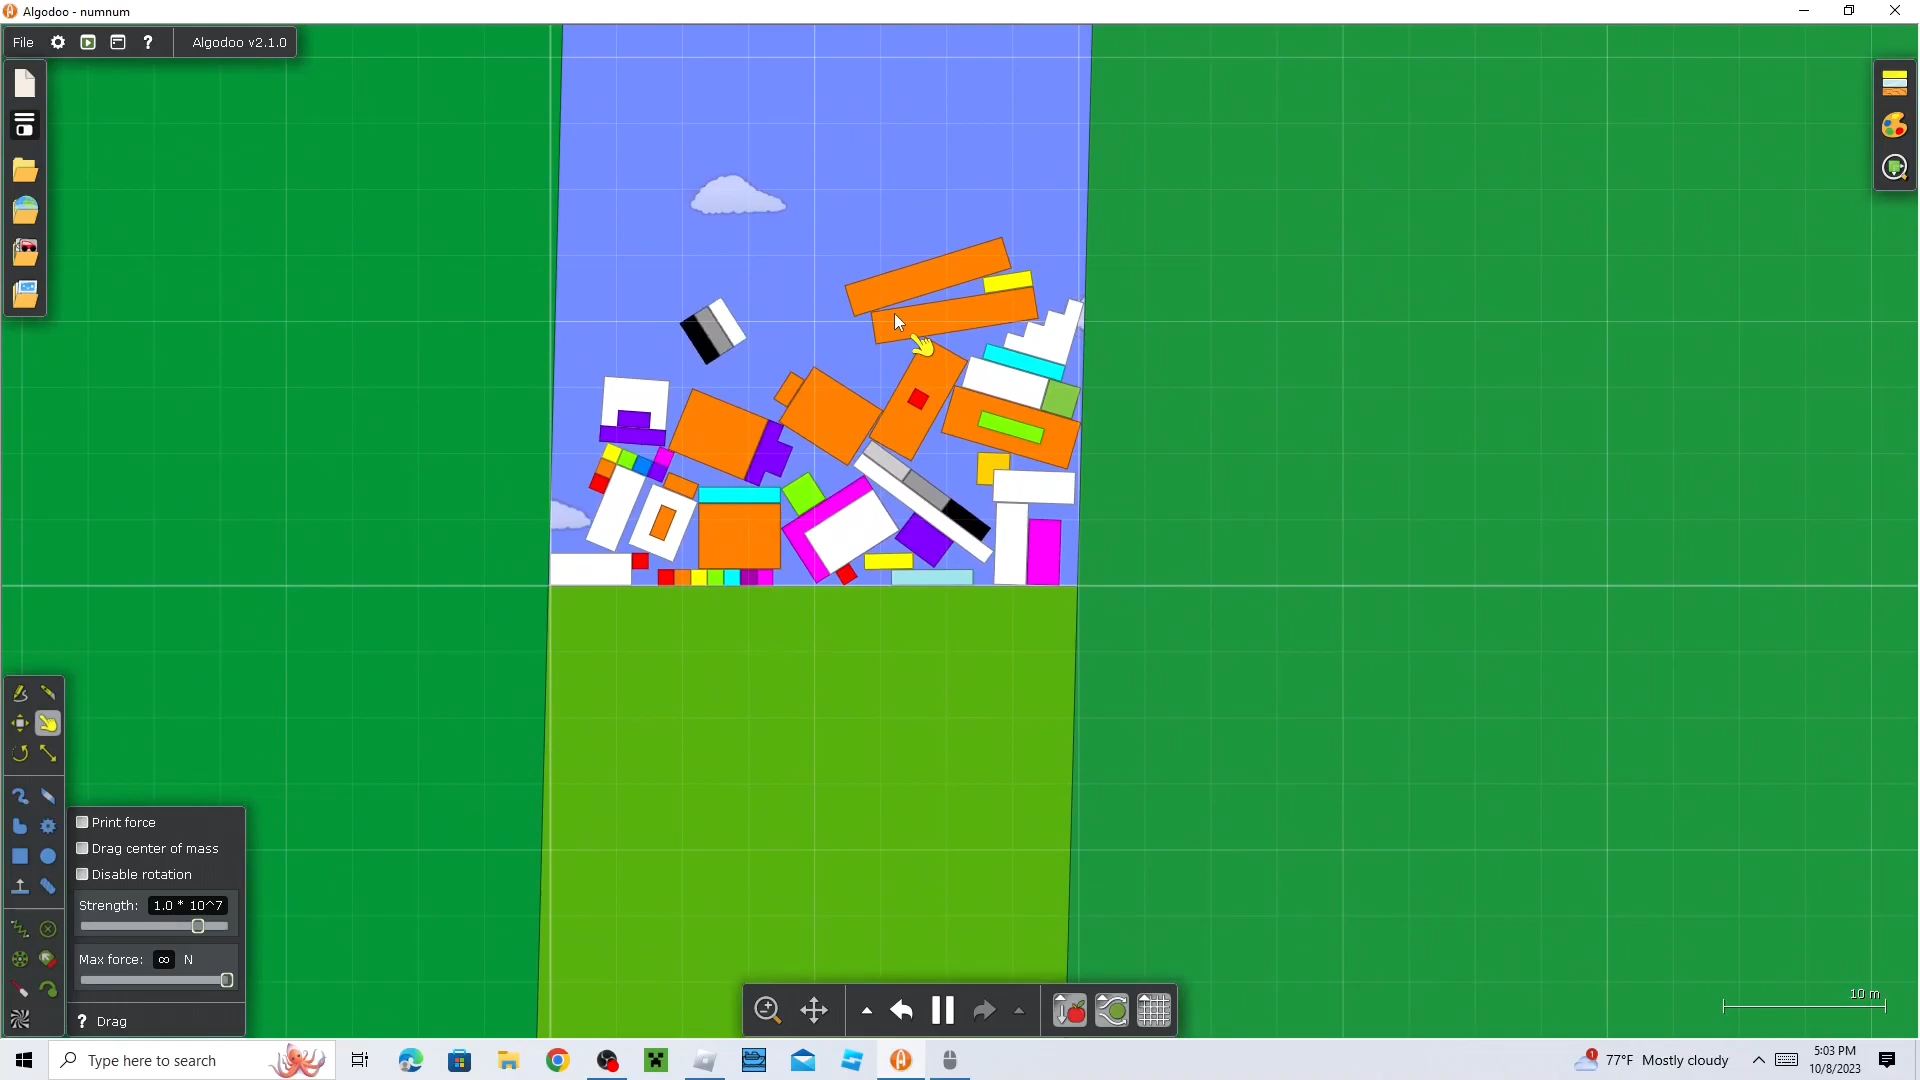 Algodoo - numnum
File
?
Algodoo v2.1.0
Print force
Drag center of mass
Disable rotation
Strength: 1.0 * 10^7
Max force: ∞ N
? Drag
10 m
Type here to search
1
77°F Mostly cloudy
5:03 PM
10/8/2023